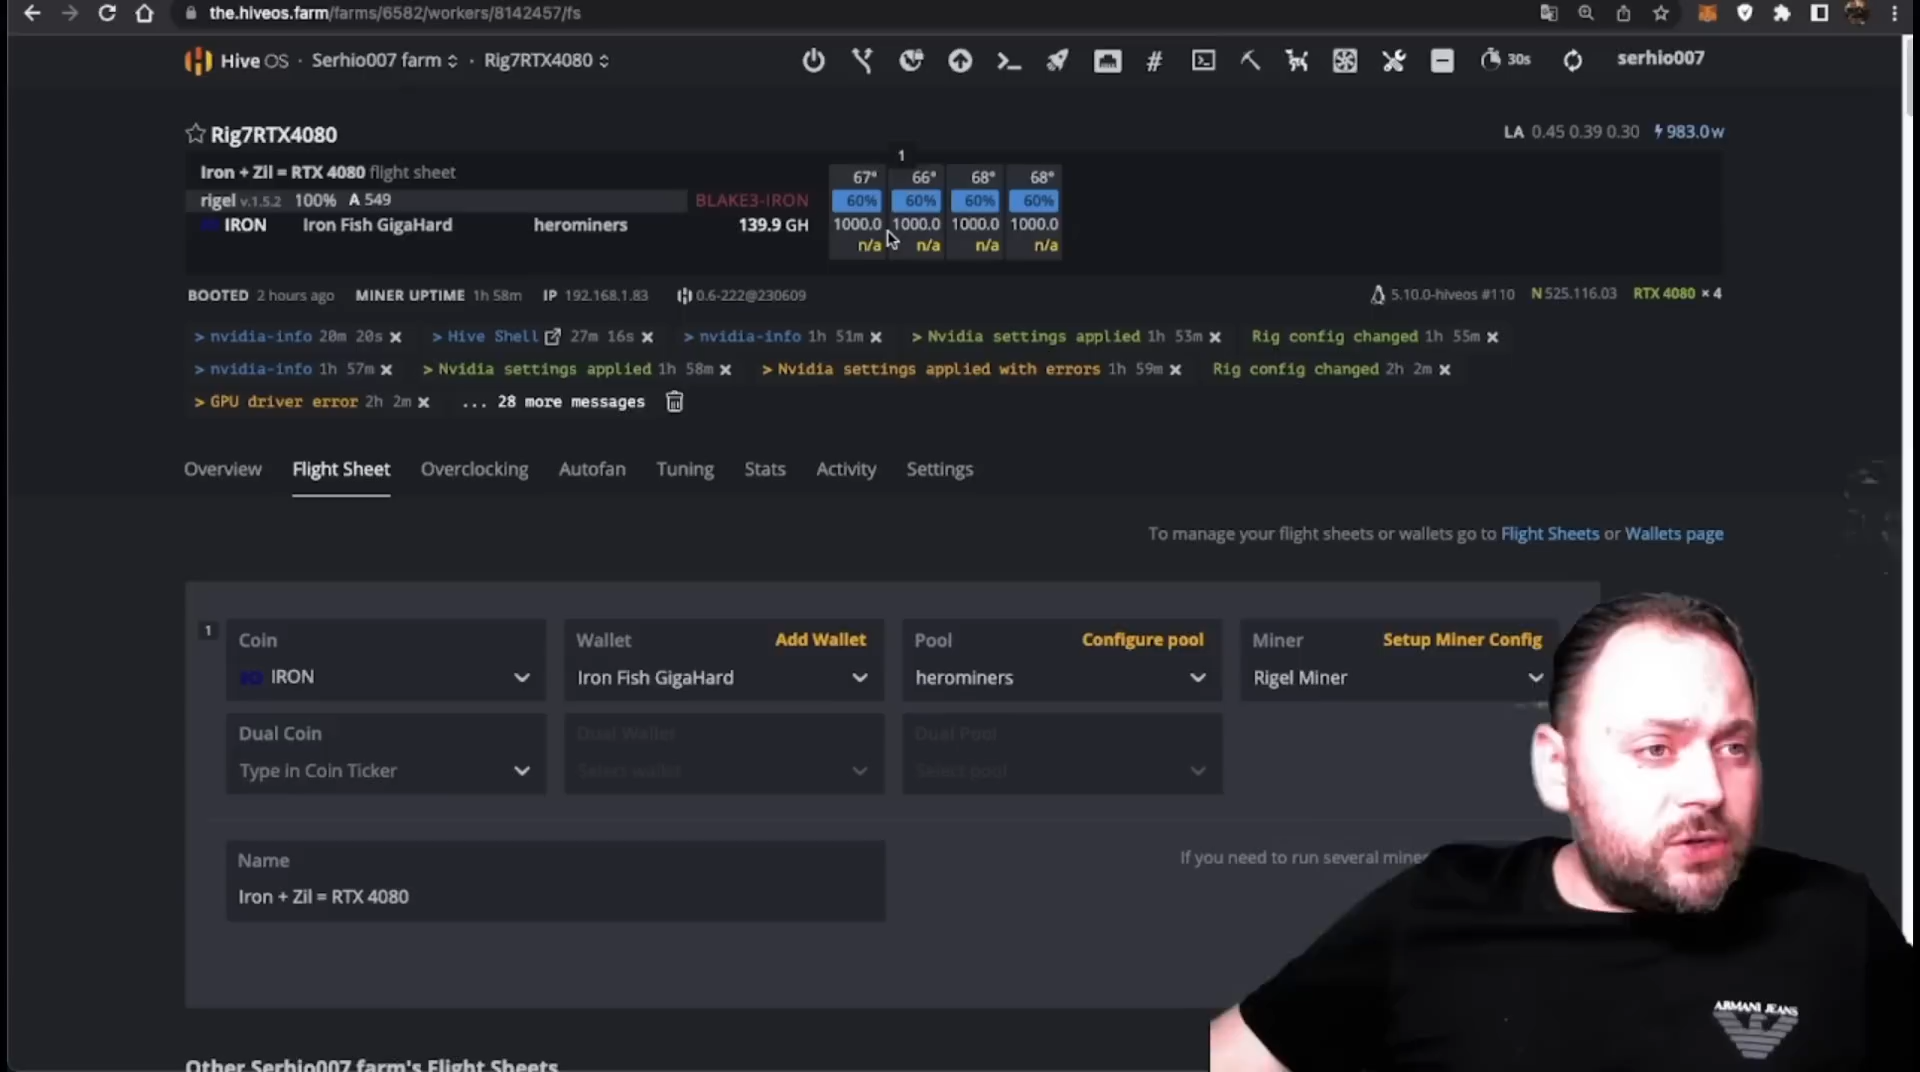 the.hiveos.farm/farms/6582/workers/8142457/fs
Hive OS · Serhio007 farm · Rig7RTX4080
# 30s serhio007
Rig7RTX4080
LA 0.45 0.39 0.30 983.0w
1
Iron + Zil = RTX 4080 flight sheet
67° 66° 68° 68°
rigel v.1.5.2 100% A 549 BLAKE3-IRON 60% 60% 60% 60%
IRON Iron Fish GigaHard herominers 139.9 GH 1000.0 1000.0 1000.0 1000.0
n/a n/a n/a n/a
BOOTED 2 hours ago MINER UPTIME 1h 58m IP 192.168.1.83 0.6-222@230609 5.10.0-hiveos #110 N 525.116.03 RTX 4080 × 4
> nvidia-info 20m 20s × > Hive Shell 27m 16s × > nvidia-info 1h 51m × > Nvidia settings applied 1h 53m × Rig config changed 1h 55m ×
> nvidia-info 1h 57m × > Nvidia settings applied 1h 58m × > Nvidia settings applied with errors 1h 59m × Rig config changed 2h 2m ×
> GPU driver error 2h 2m × ... 28 more messages
Overview Flight Sheet Overclocking Autofan Tuning Stats Activity Settings
To manage your flight sheets or wallets go to Flight Sheets or Wallets page
1
Coin Wallet Add Wallet Pool Configure pool Miner Setup Miner Config
IRON Iron Fish GigaHard herominers Rigel Miner
Dual Coin Dual Wallet Dual Pool
Type in Coin Ticker Select wallet Select pool
Name
Iron + Zil = RTX 4080
If you need to run several
ARMANI JEANS
Other Serhio007 farm's Flight Sheets